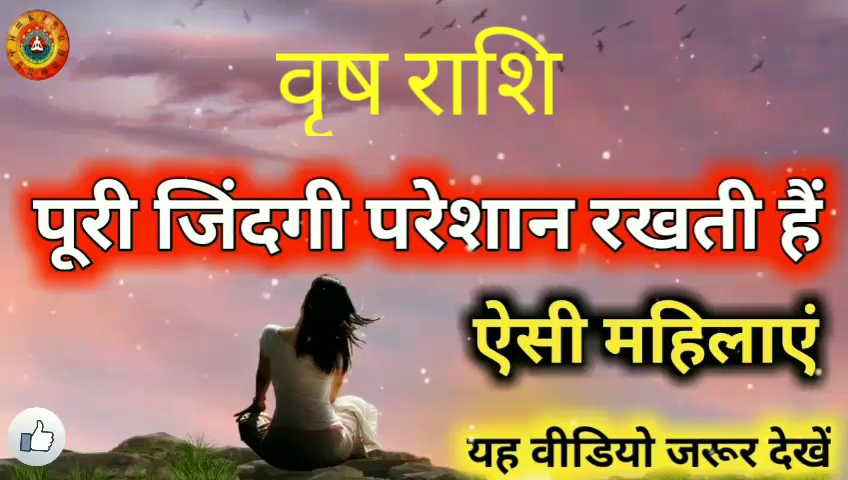 वृष राशि
पूरी जिंदगी परेशान रखती हैं
ऐसी महिलाएं
यह वीडियो जरूर देखें